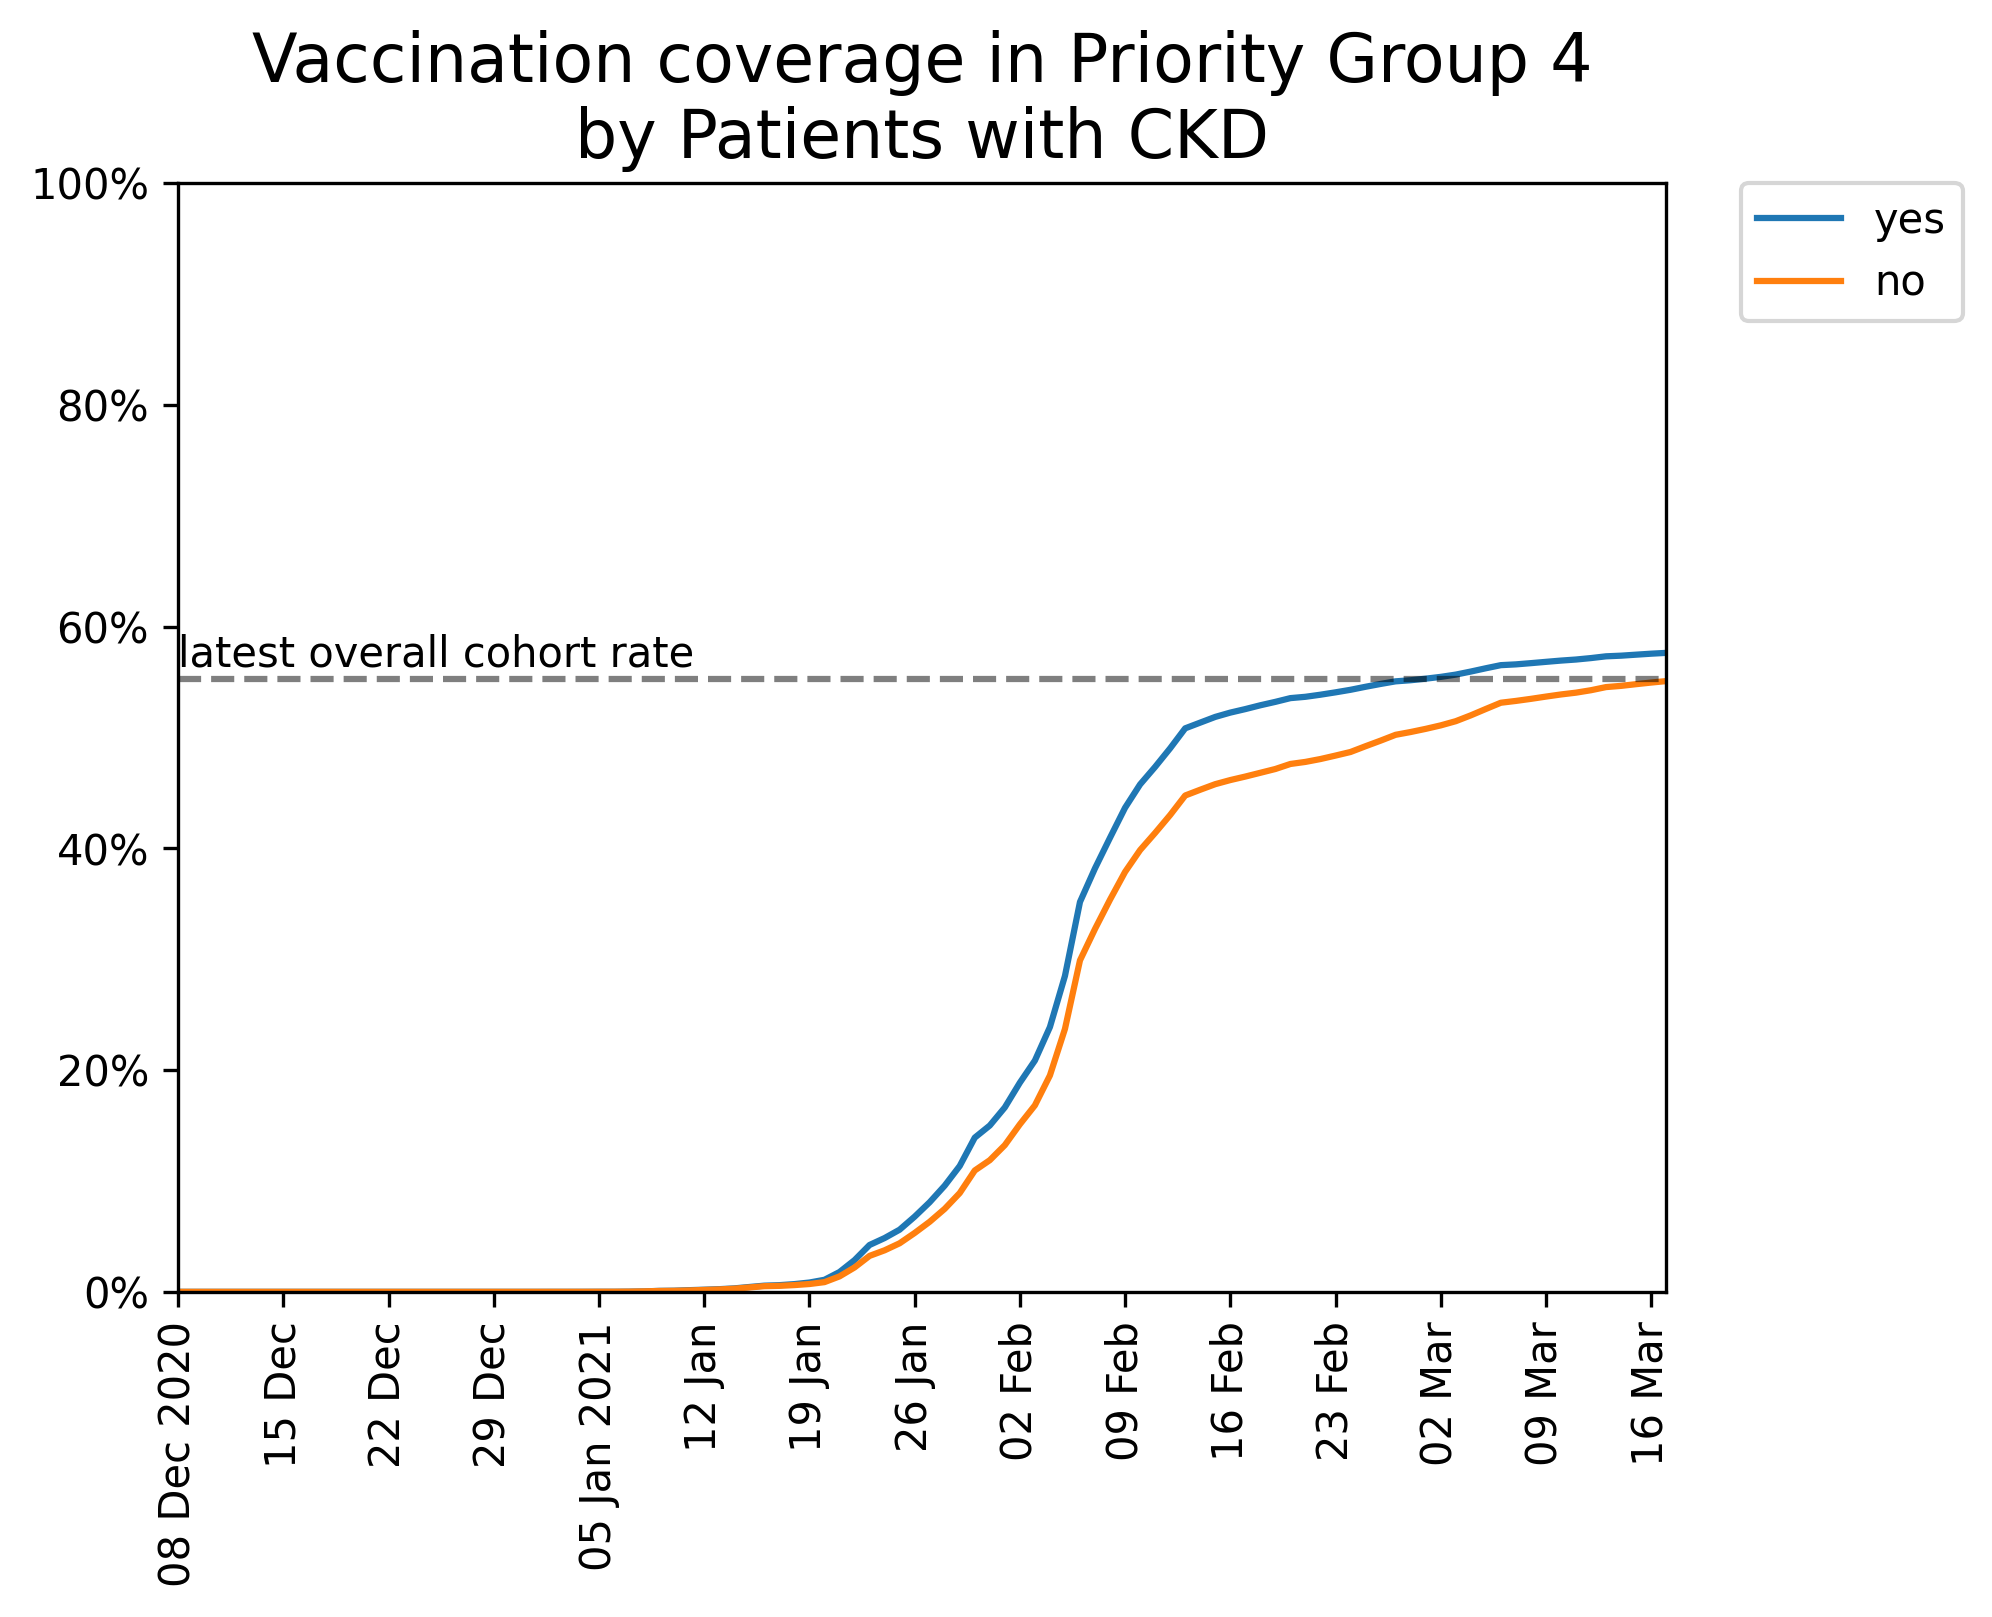 Vaccination coverage in Priority Group 4
by Patients with CKD
100%
80%
60%
40%
20%
0%
latest overall cohort rate
yes
no
08 Dec 2020
15 Dec
22 Dec
29 Dec
05 Jan 2021
12 Jan
19 Jan
26 Jan
02 Feb
09 Feb
16 Feb
23 Feb
02 Mar
09 Mar
16 Mar